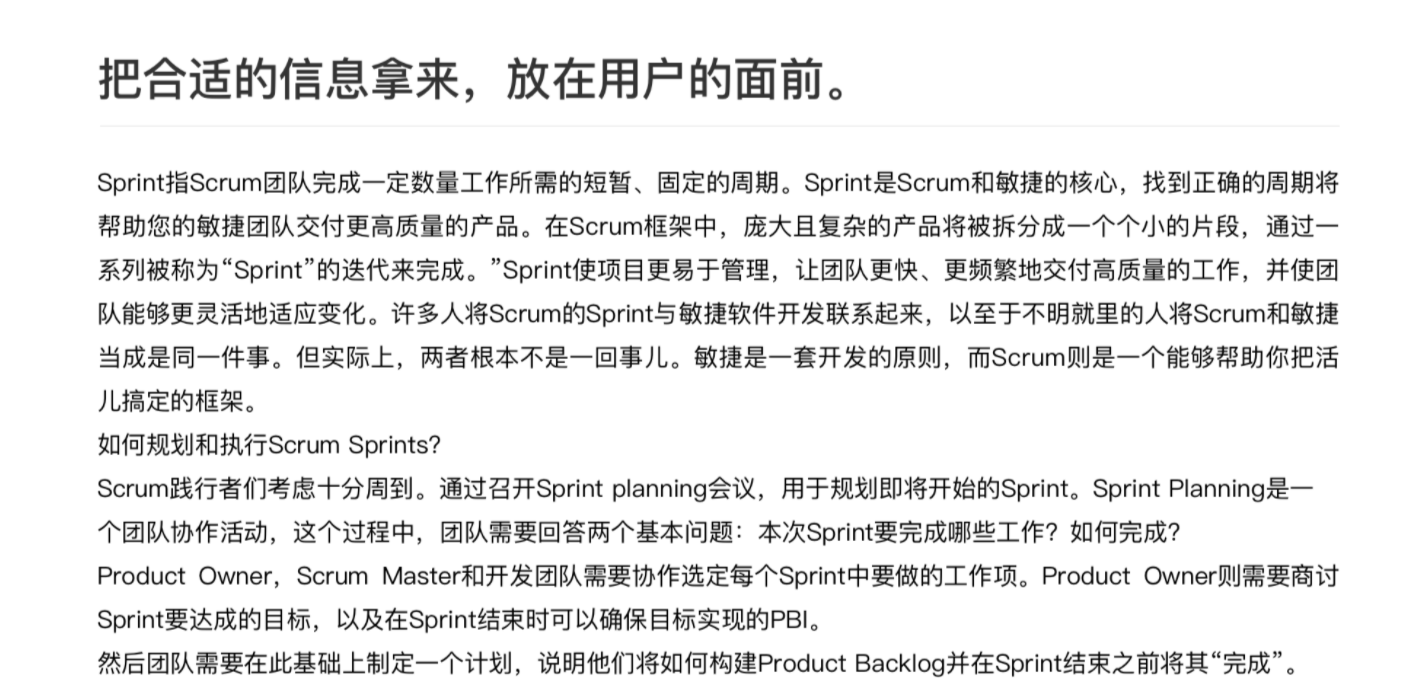 把合适的信息拿来，放在用户的面前。
Sprint指Scrum团队完成一定数量工作所需的短暂、固定的周期。Sprint是Scrum和敏捷的核心，找到正确的周期将
帮助您的敏捷团队交付更高质量的产品。在Scrum框架中，庞大且复杂的产品将被拆分成一个个小的片段，通过一
系列被称为“Sprint”的迭代来完成。”Sprint使项目更易于管理，让团队更快、更频繁地交付高质量的工作，并使团
队能够更灵活地适应变化。许多人将Scrum的Sprint与敏捷软件开发联系起来，以至于不明就里的人将Scrum和敏捷
当成是同一件事。但实际上，两者根本不是一回事儿。敏捷是一套开发的原则，而Scrum则是一个能够帮助你把活
儿搞定的框架。
如何规划和执行Scrum Sprints?
Scrum践行者们考虑十分周到。通过召开Sprint planning会议，用于规划即将开始的Sprint。Sprint Planning是一
个团队协作活动，这个过程中，团队需要回答两个基本问题：本次Sprint要完成哪些工作？如何完成？
Product Owner，Scrum Master和开发团队需要协作选定每个Sprint中要做的工作项。Product Owner则需要商讨
Sprint要达成的目标，以及在Sprint结束时可以确保目标实现的PBI。
然后团队需要在此基础上制定一个计划，说明他们将如何构建Product Backlog并在Sprint结束之前将其“完成”。